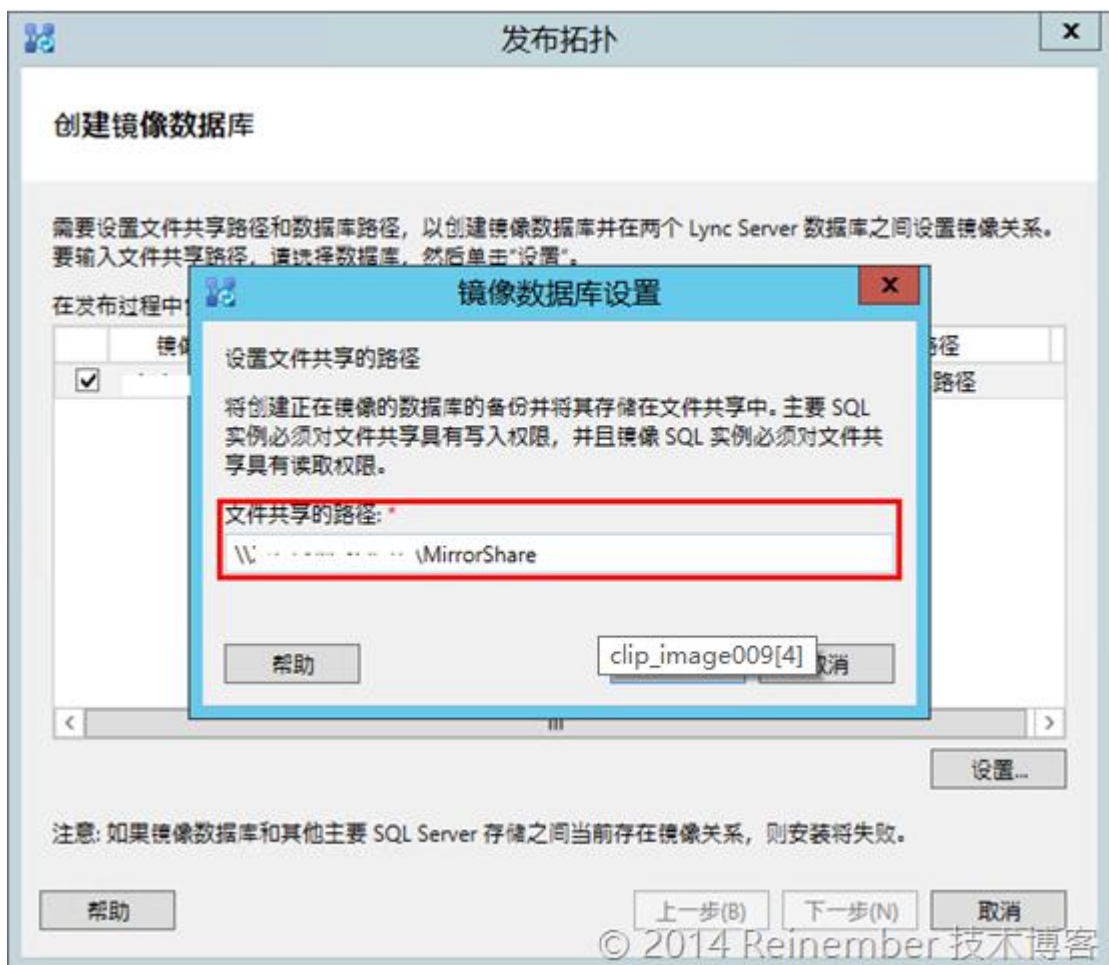 发布拓扑
x
创建镜像数据库
需要设置文件共享路径和数据库路径，以创建镜像数据库并在两个 Lync Server 数据库之间设置镜像关系。
要输入文件共享路径，请选择数据库，然后单击"设置"。
在发布过程中
镜像
径
路径
镜像数据库设置
x
设置文件共享的路径
将创建正在镜像的数据库的备份并将其存储在文件共享中。主要 SQL
实例必须对文件共享具有写入权限，并且镜像 SQL 实例必须对文件共
享具有读取权限。
文件共享的路径: *
\\ \MirrorShare
帮助
clip_image009[4]
消
设置...
注意: 如果镜像数据库和其他主要 SQL Server 存储之间当前存在镜像关系，则安装将失败。
帮助
上一步(B)
下一步(N)
取消
© 2014 Reinember 技术博客